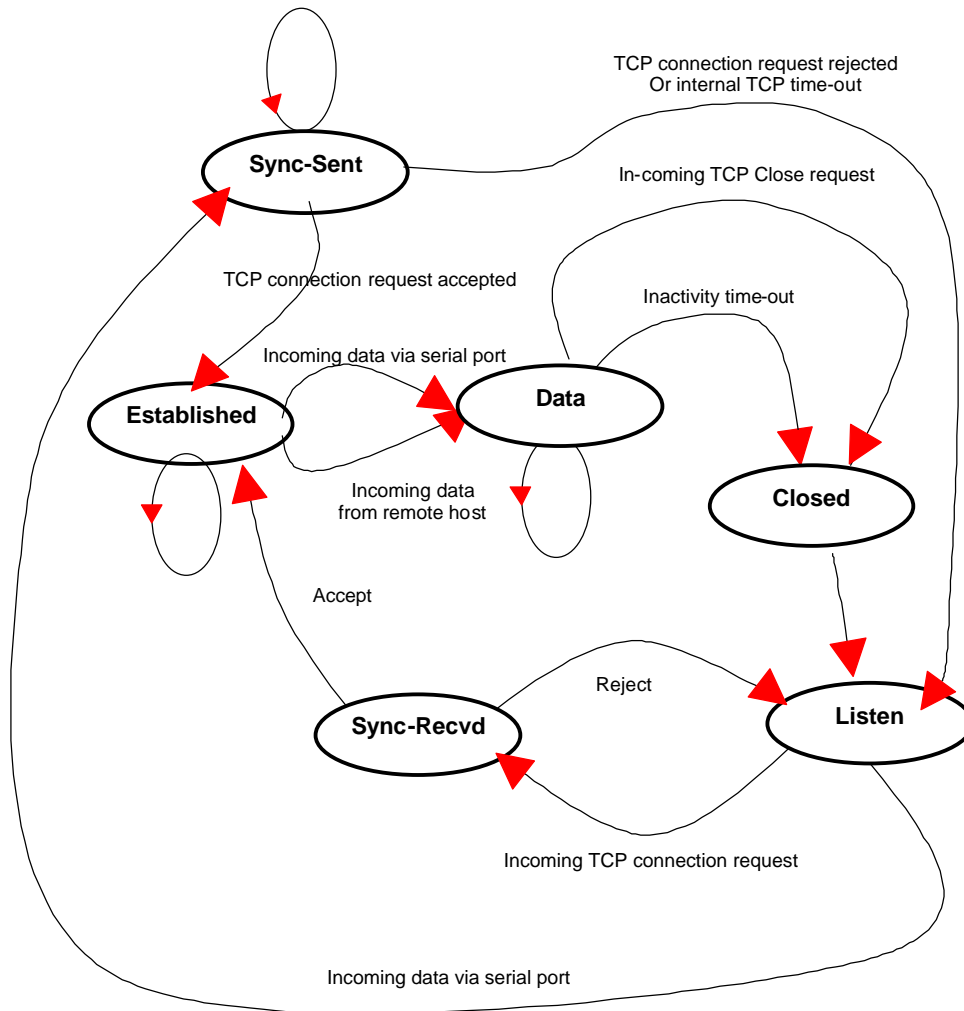 TCP connection request rejected
Or internal TCP time-out
Sync-Sent
In-coming TCP Close request
TCP connection request accepted
Inactivity time-out
Incoming data via serial port
Data
Established
Incoming data
from remote host
Closed
Accept
Reject
Listen
Sync-Recvd
Incoming TCP connection request
Incoming data via serial port